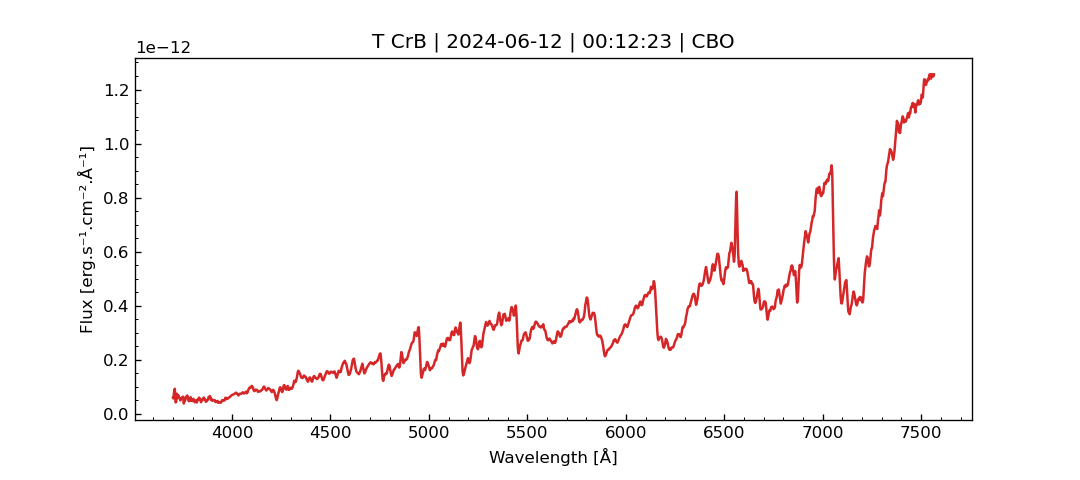 T CrB | 2024-06-12 | 00:12:23 | CBO
1e−12
1.2
1.0
0.8
0.6
0.4
0.2
0.0
Flux [erg.s⁻¹.cm⁻².Å⁻¹]
4000 4500 5000 5500 6000 6500 7000 7500
Wavelength [Å]